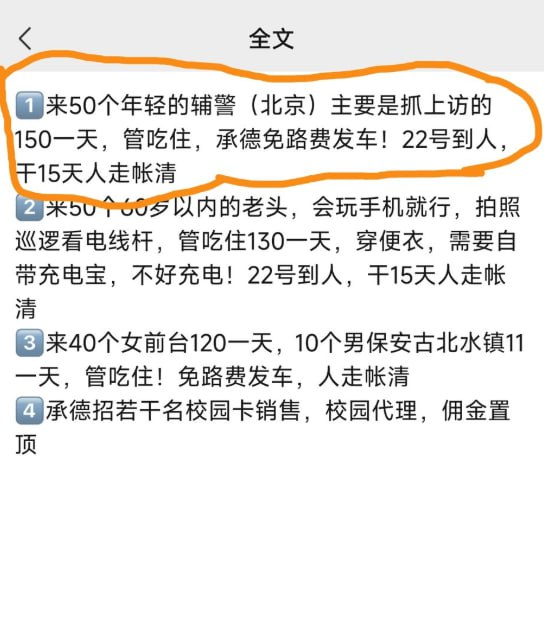 全文
1 来50个年轻的辅警（北京）主要是抓上访的
150一天，管吃住，承德免路费发车！22号到人，
干15天人走帐清
2 来50个60岁以内的老头，会玩手机就行，拍照
巡逻看电线杆，管吃住130一天，穿便衣，需要自
带充电宝，不好充电！22号到人，干15天人走帐
清
3 来40个女前台120一天，10个男保安古北水镇11
一天，管吃住！免路费发车，人走帐清
4 承德招若干名校园卡销售，校园代理，佣金置
顶